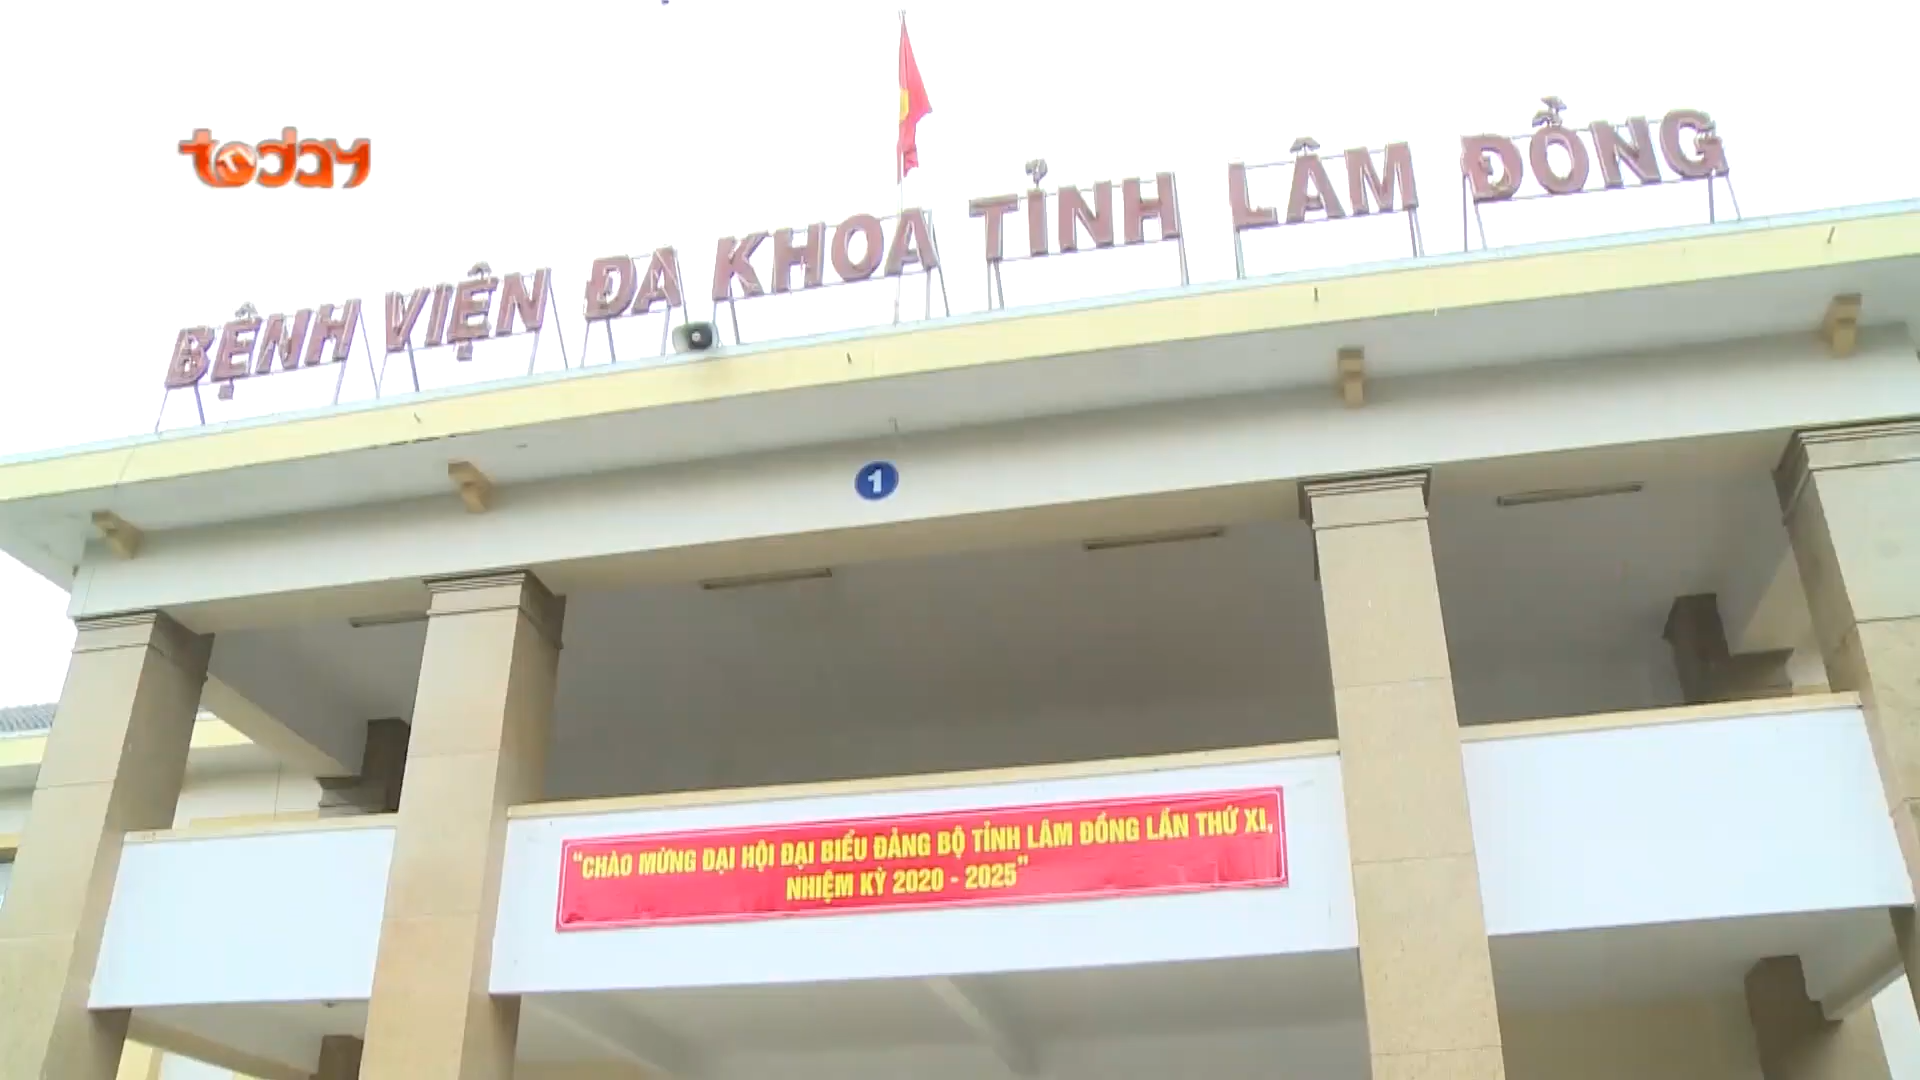 today
BỆNH VIỆN ĐA KHOA TỈNH LÂM ĐỒNG
1
"CHÀO MỪNG ĐẠI HỘI ĐẠI BIỂU ĐẢNG BỘ TỈNH LÂM ĐỒNG LẦN THỨ XI,
NHIỆM KỲ 2020 - 2025"